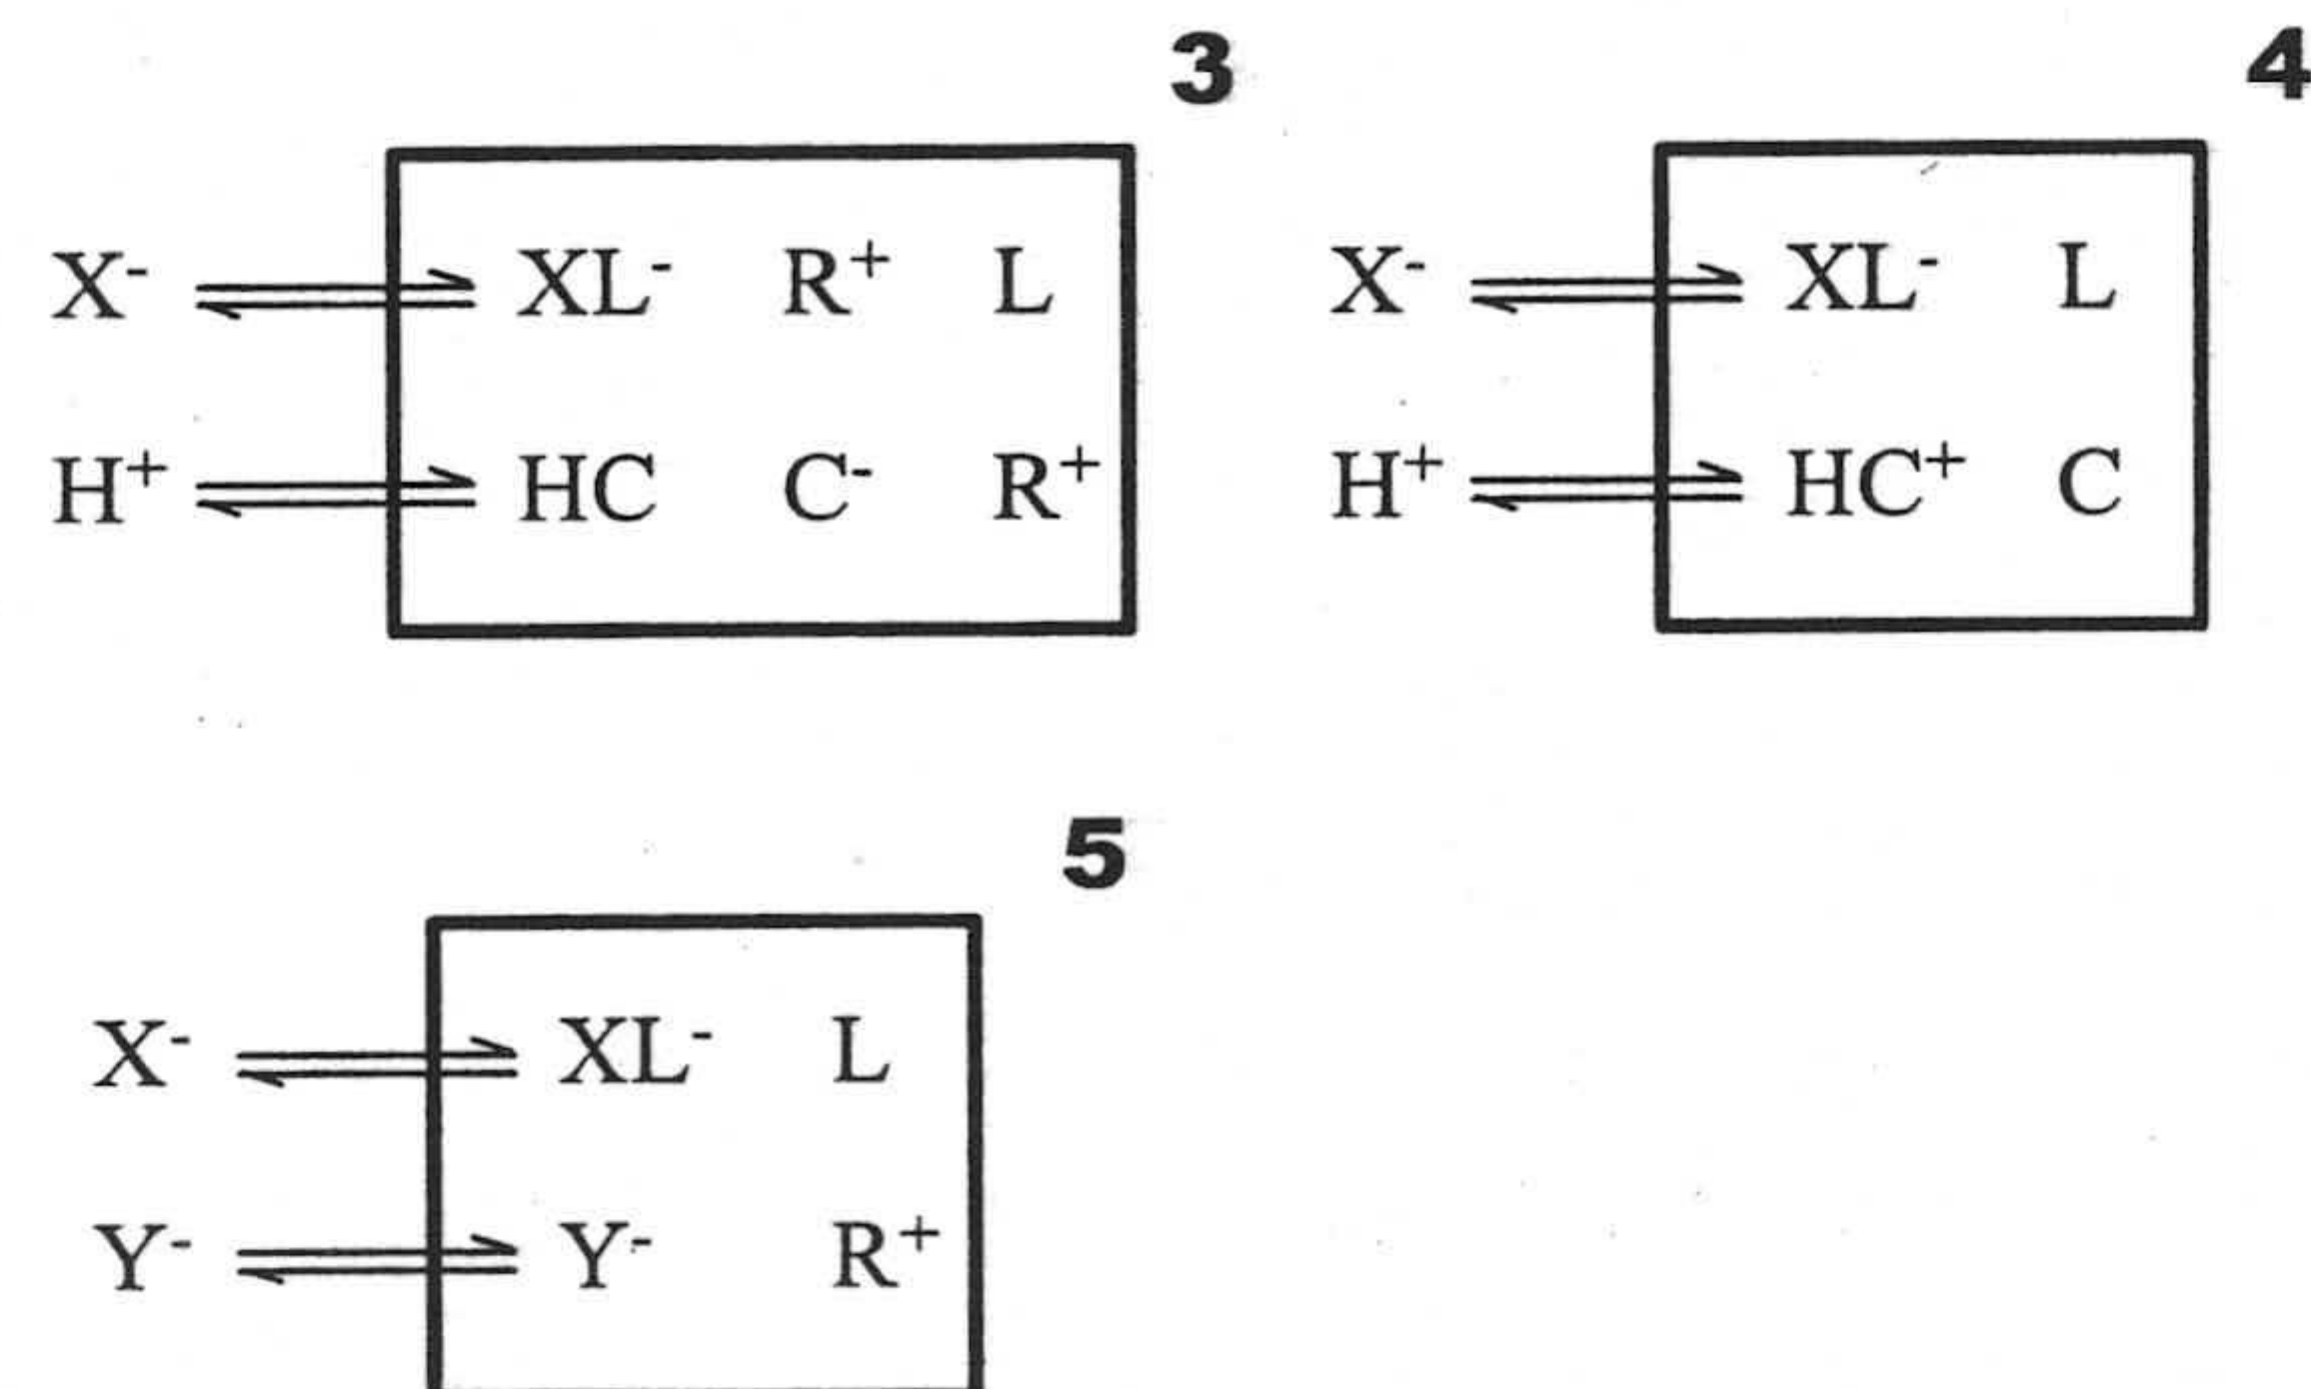 3
4
X⁻ ⇌ XL⁻ R⁺ L
H⁺ ⇌ HC C⁻ R⁺
X⁻ ⇌ XL⁻ L
H⁺ ⇌ HC⁺ C
5
X⁻ ⇌ XL⁻ L
Y⁻ ⇌ Y⁻ R⁺